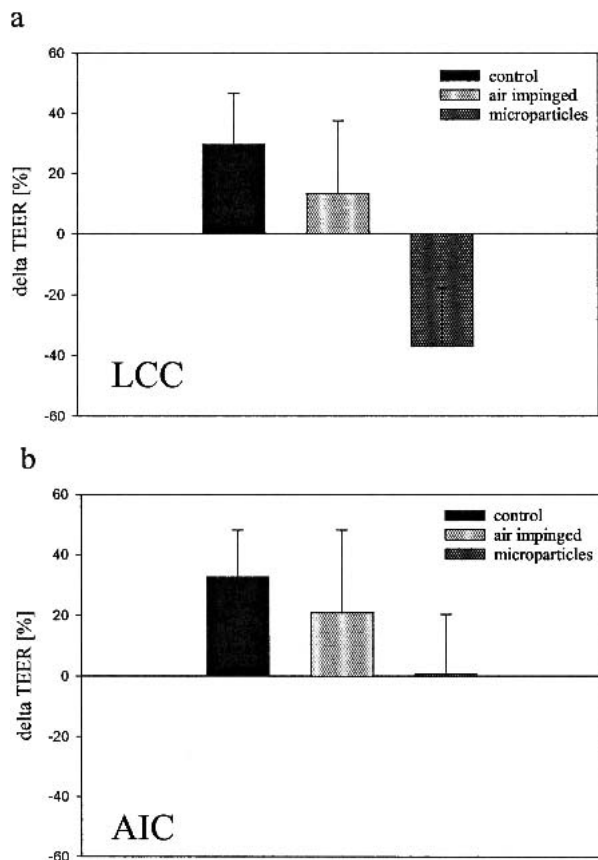 a
60
40
20
0
-20
-40
-60
delta TEER [%]
control
air impinged
microparticles
LCC
b
60
40
20
0
-20
-40
-60
delta TEER [%]
control
air impinged
microparticles
AIC